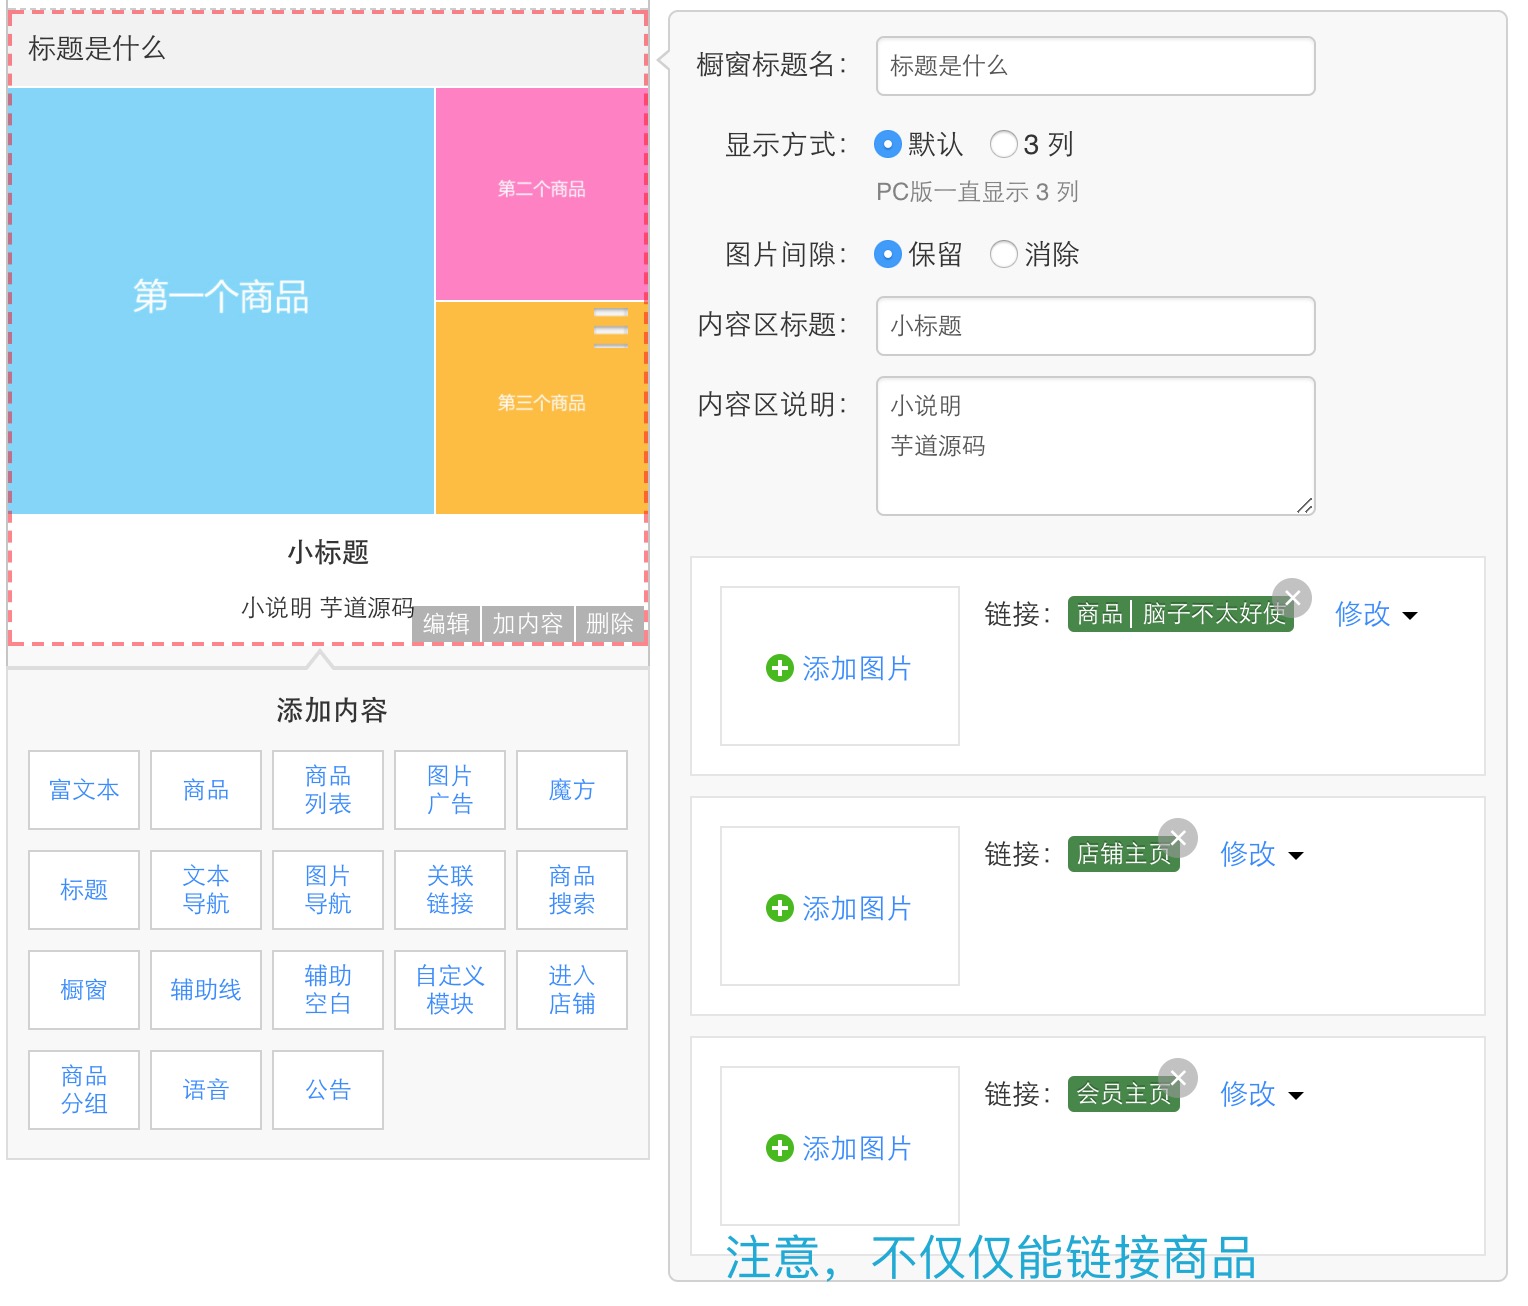 标题是什么
第一个商品
第二个商品
第三个商品
小标题
小说明 芋道源码
编辑 加内容 删除
添加内容
富文本
商品
商品
列表
图片
广告
魔方
标题
文本
导航
图片
导航
关联
链接
商品
搜索
橱窗
辅助线
辅助
空白
自定义
模块
进入
店铺
商品
分组
语音
公告
橱窗标题名： 标题是什么
显示方式： 默认 3 列
PC版一直显示 3 列
图片间隙： 保留 消除
内容区标题： 小标题
内容区说明： 小说明
芋道源码
添加图片
链接： 商品| 脑子不太好使 修改
添加图片
链接： 店铺主页 修改
添加图片
链接： 会员主页 修改
注意，不仅仅能链接商品